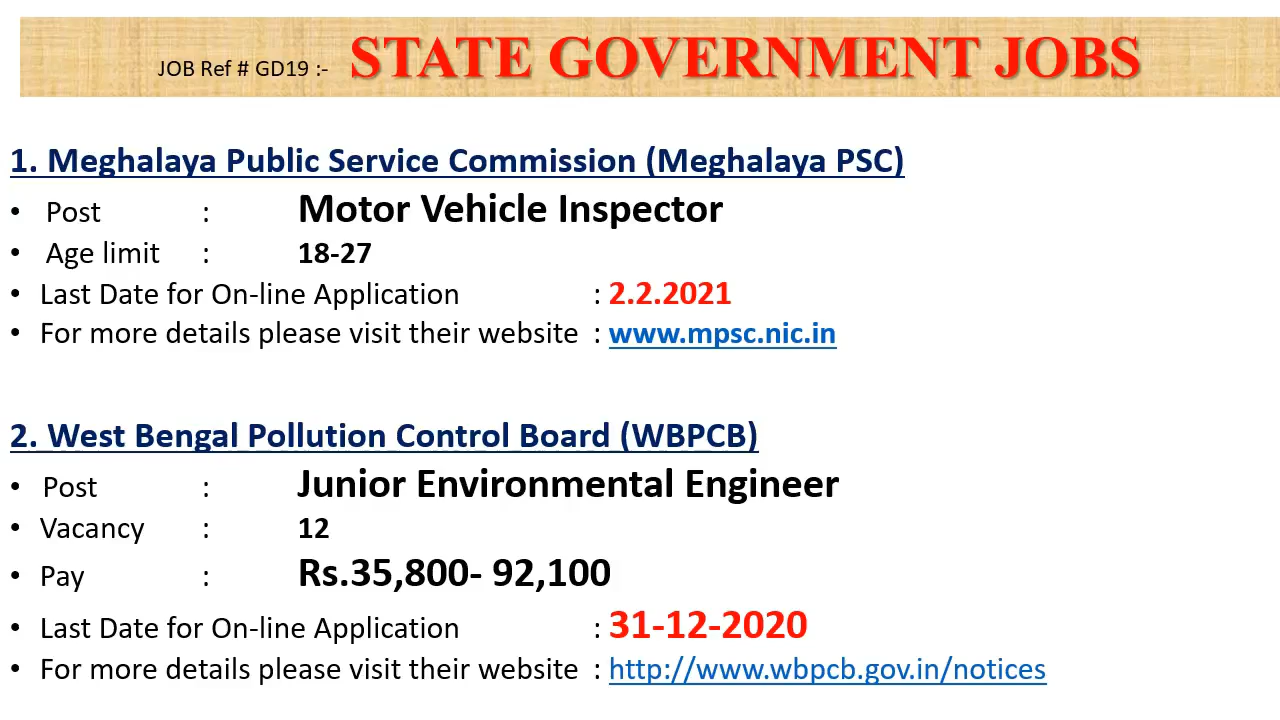 JOB Ref # GD19 :- STATE GOVERNMENT JOBS
1. Meghalaya Public Service Commission (Meghalaya PSC)
• Post : Motor Vehicle Inspector
• Age limit : 18-27
• Last Date for On-line Application : 2.2.2021
• For more details please visit their website : www.mpsc.nic.in
2. West Bengal Pollution Control Board (WBPCB)
• Post : Junior Environmental Engineer
• Vacancy : 12
• Pay : Rs.35,800- 92,100
• Last Date for On-line Application : 31-12-2020
• For more details please visit their website : http://www.wbpcb.gov.in/notices